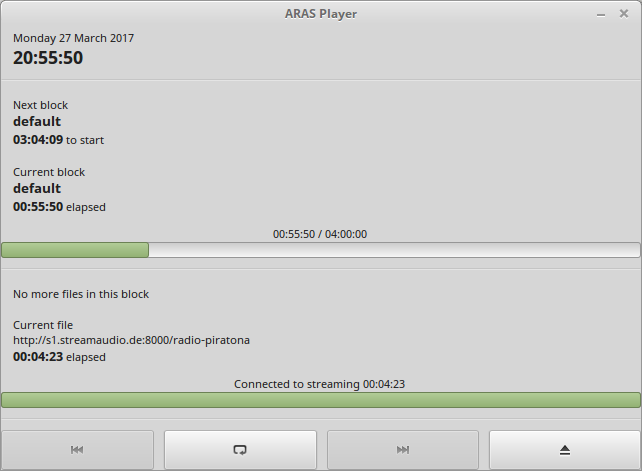 ARAS Player
Monday 27 March 2017
20:55:50
Next block
default
03:04:09 to start
Current block
default
00:55:50 elapsed
00:55:50 / 04:00:00
No more files in this block
Current file
http://s1.streamaudio.de:8000/radio-piratona
00:04:23 elapsed
Connected to streaming 00:04:23